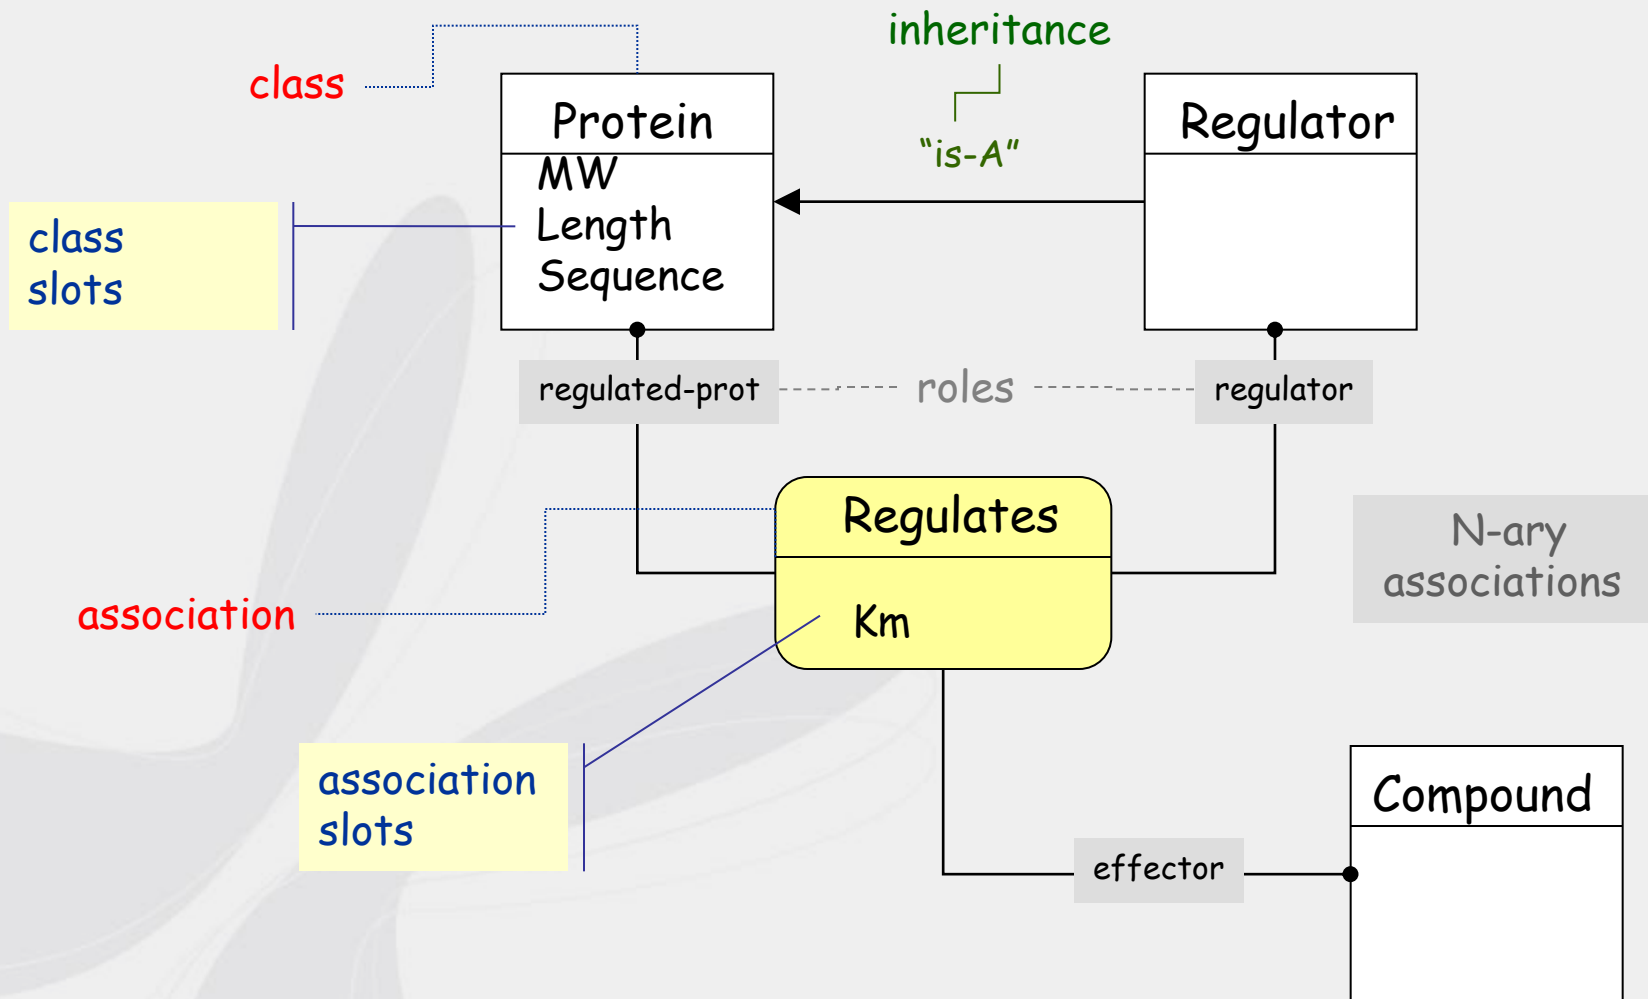 inheritance
class
Protein
Regulator
“is-A”
MW
Length
Sequence
class
slots
regulated-prot
roles
regulator
Regulates
N-ary
associations
association
Km
association
slots
Compound
effector